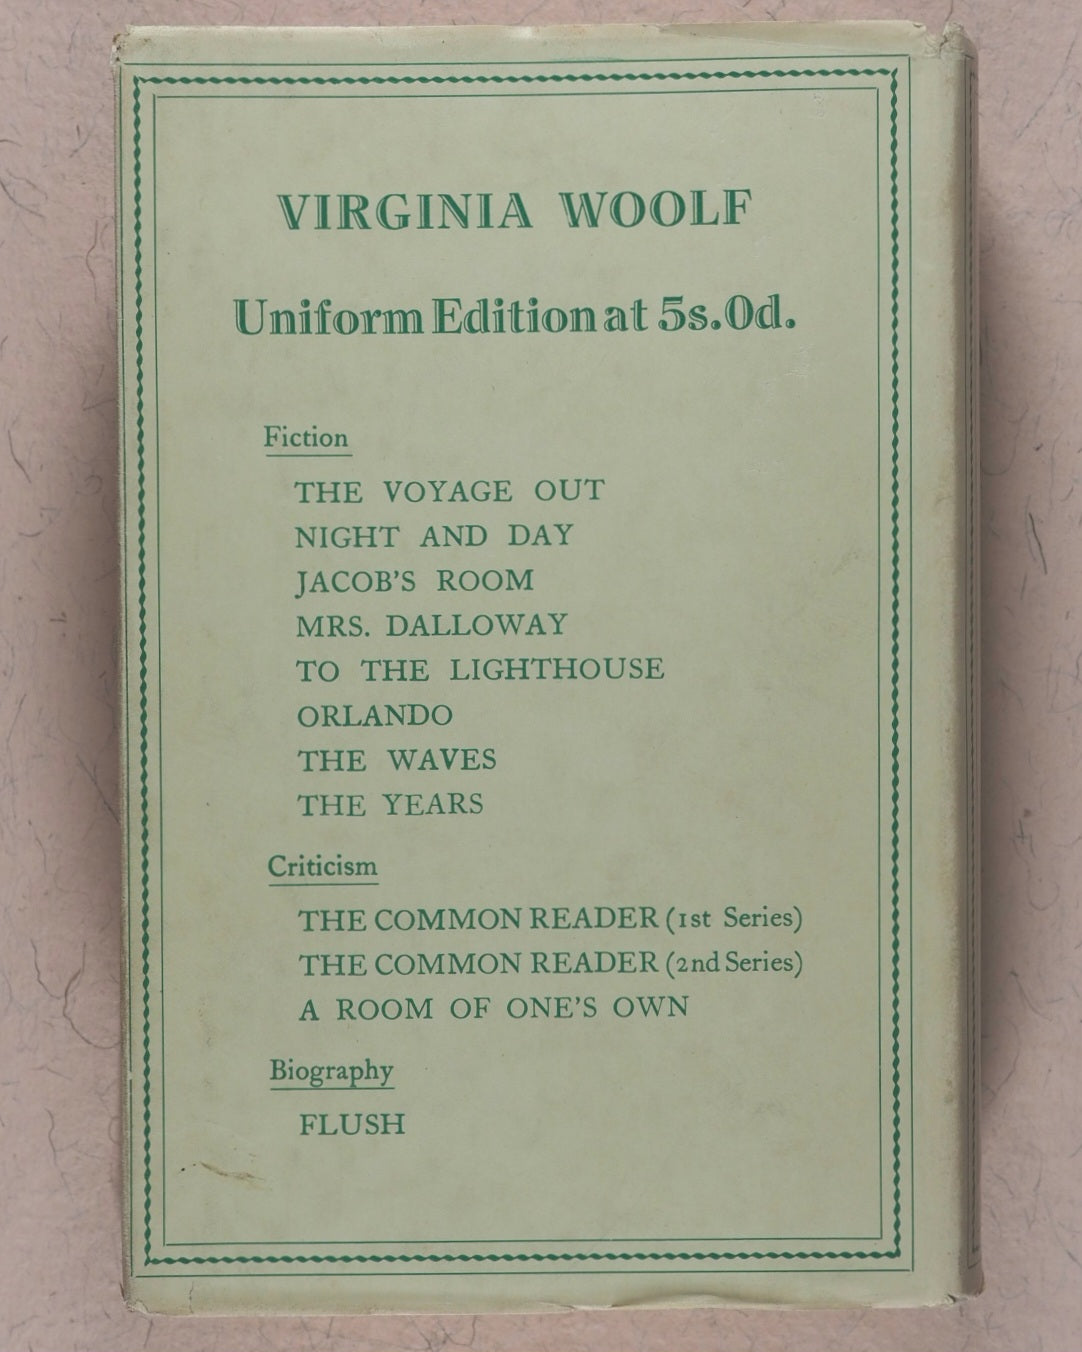 VIRGINIA WOOLF
Uniform Edition at 5s.0d.
Fiction
THE VOYAGE OUT
NIGHT AND DAY
JACOB'S ROOM
MRS. DALLOWAY
TO THE LIGHTHOUSE
ORLANDO
THE WAVES
THE YEARS
Criticism
THE COMMON READER (1st Series)
THE COMMON READER (2nd Series)
A ROOM OF ONE'S OWN
Biography
FLUSH